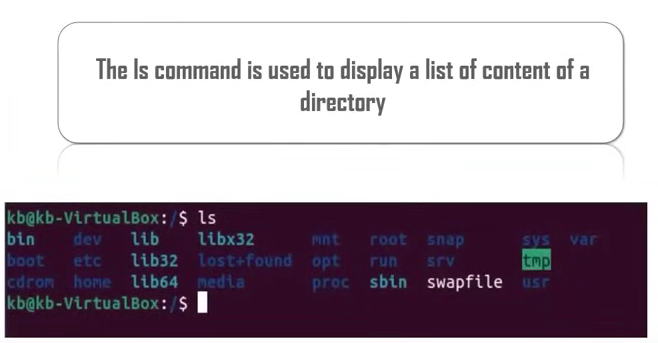 The ls command is used to display a list of content of a
directory
kb@kb-VirtualBox:/$ ls
bin dev lib libx32 mnt root snap sys var
boot etc lib32 lost+found opt run srv tmp
cdrom home lib64 media proc sbin swapfile usr
kb@kb-VirtualBox:/$